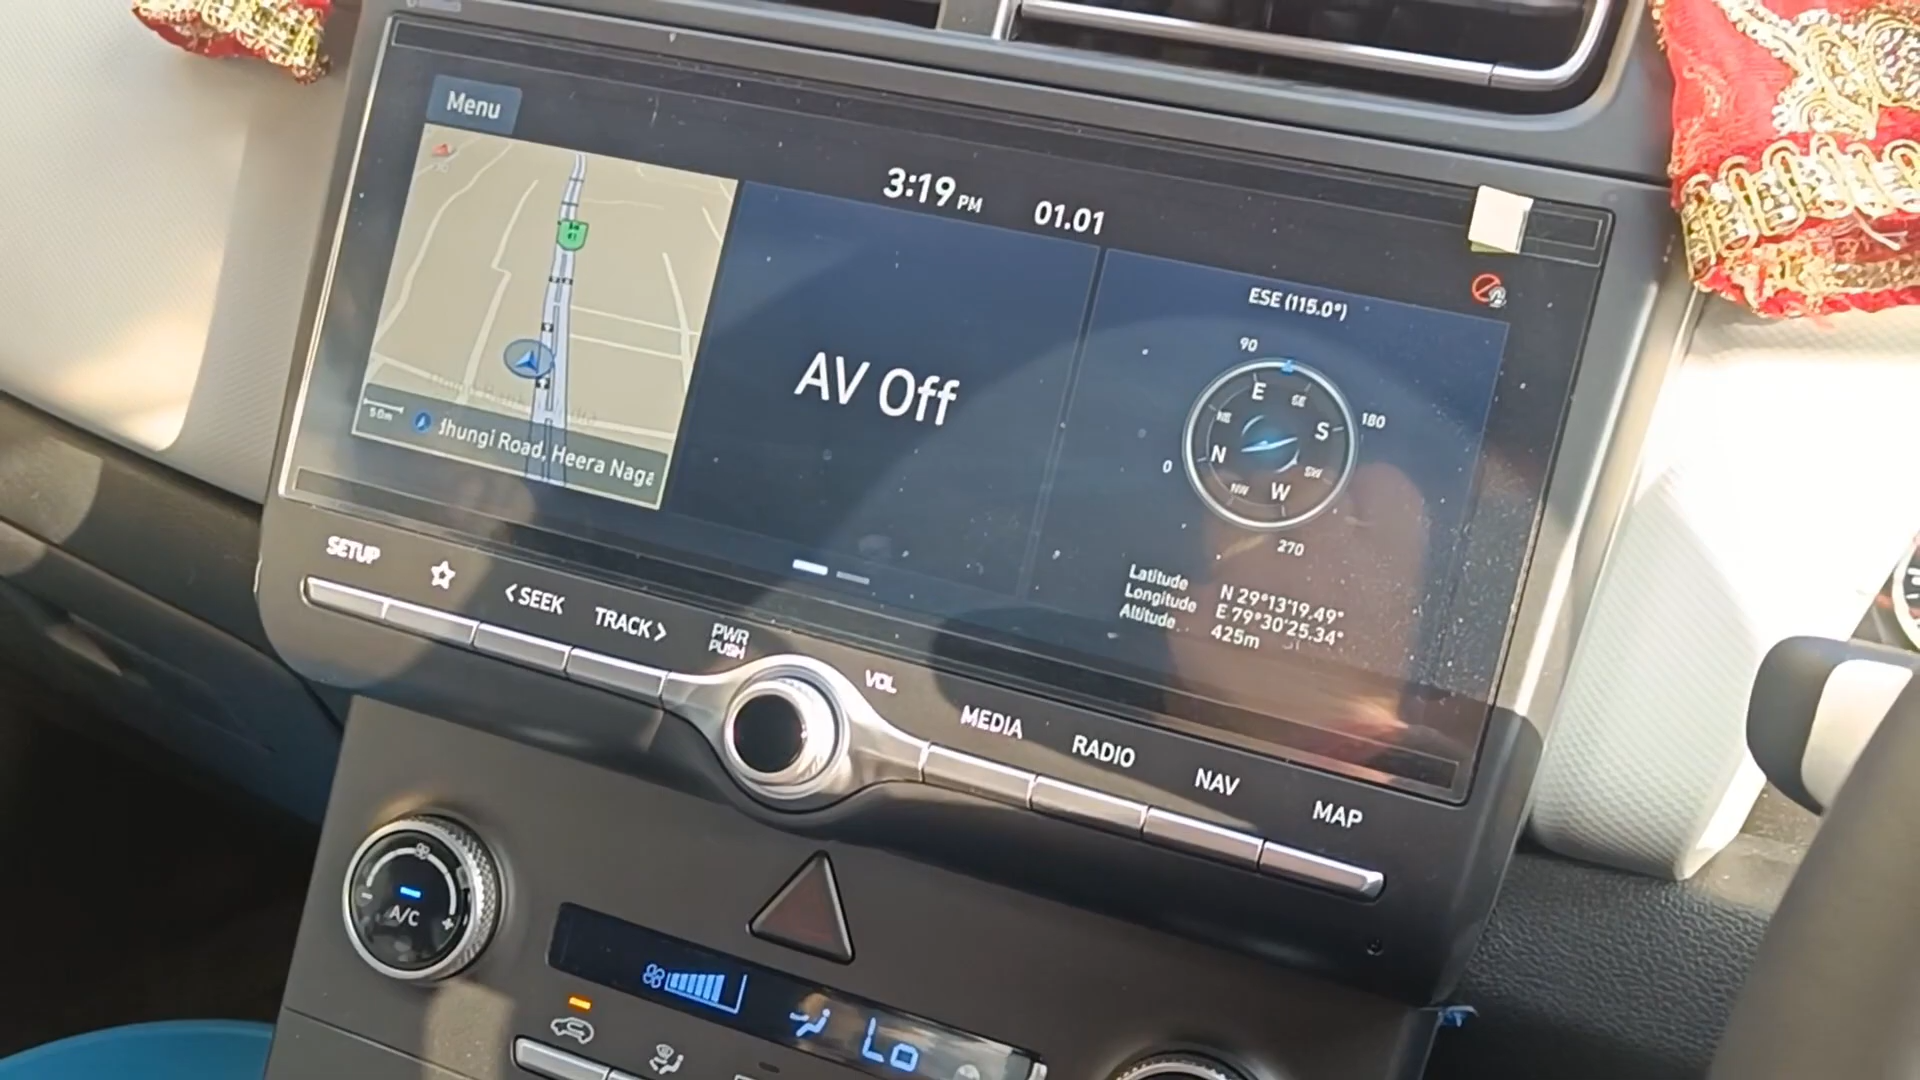 Menu
3:19 PM 01.01
ESE (115.0°)
AV Off
50m
dhungi Road, Heera Naga
90
180
0
270
E
SE
S
SW
W
NW
N
NE
Latitude N 29°13'19.49"
Longitude E 79°30'25.34"
Altitude 425m
SETUP
< SEEK
TRACK >
PWR
PUSH
VOL
MEDIA
RADIO
NAV
MAP
A/C
Lo